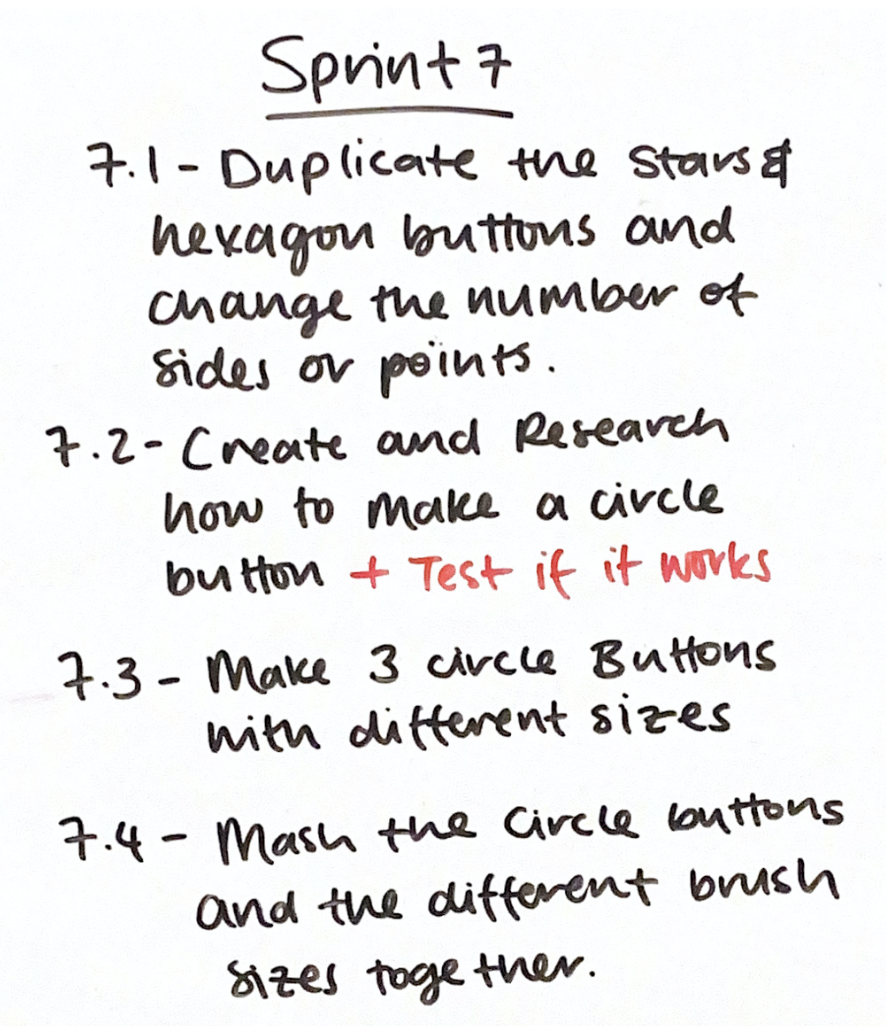 Sprint 7
7.1 - Duplicate the Stars &
hexagon buttons and
change the number of
sides or points.
7.2 - Create and Research
how to make a circle
button + Test if it works
7.3 - Make 3 circle Buttons
with different sizes
7.4 - Mash the Circle buttons
and the different brush
sizes together.